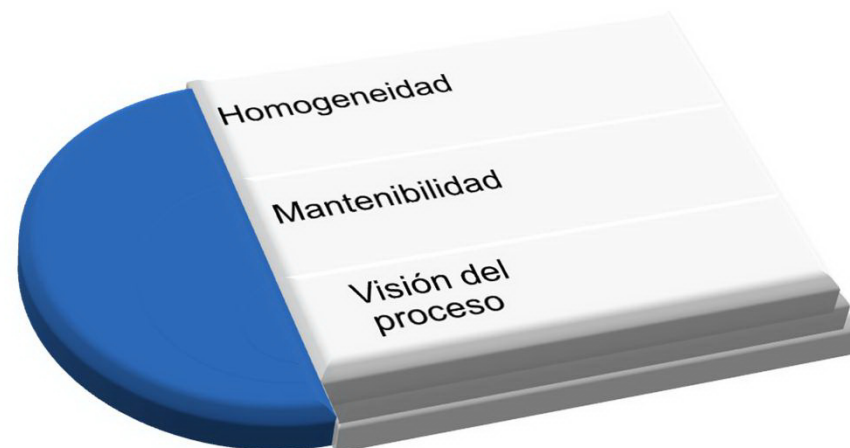 Homogeneidad
Mantenibilidad
Visión del
proceso